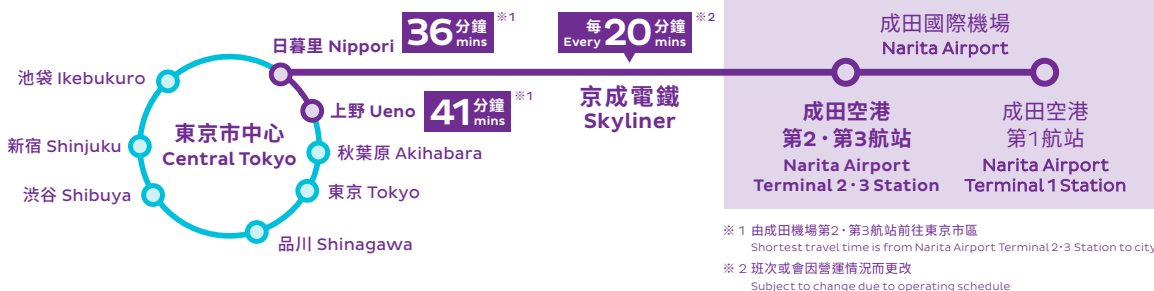 日暮里 Nippori
36 分鐘 mins ※1
每 Every 20 分鐘 mins ※2
成田國際機場
Narita Airport
池袋 Ikebukuro
上野 Ueno
41 分鐘 mins ※1
京成電鐵
Skyliner
成田空港
第2・第3航站
Narita Airport
Terminal 2・3 Station
成田空港
第1航站
Narita Airport
Terminal 1 Station
東京市中心
Central Tokyo
新宿 Shinjuku
秋葉原 Akihabara
渋谷 Shibuya
東京 Tokyo
品川 Shinagawa
※ 1 由成田機場第2・第3航站前往東京市區
Shortest travel time is from Narita Airport Terminal 2・3 Station to city
※ 2 班次或會因營運情況而更改
Subject to change due to operating schedule